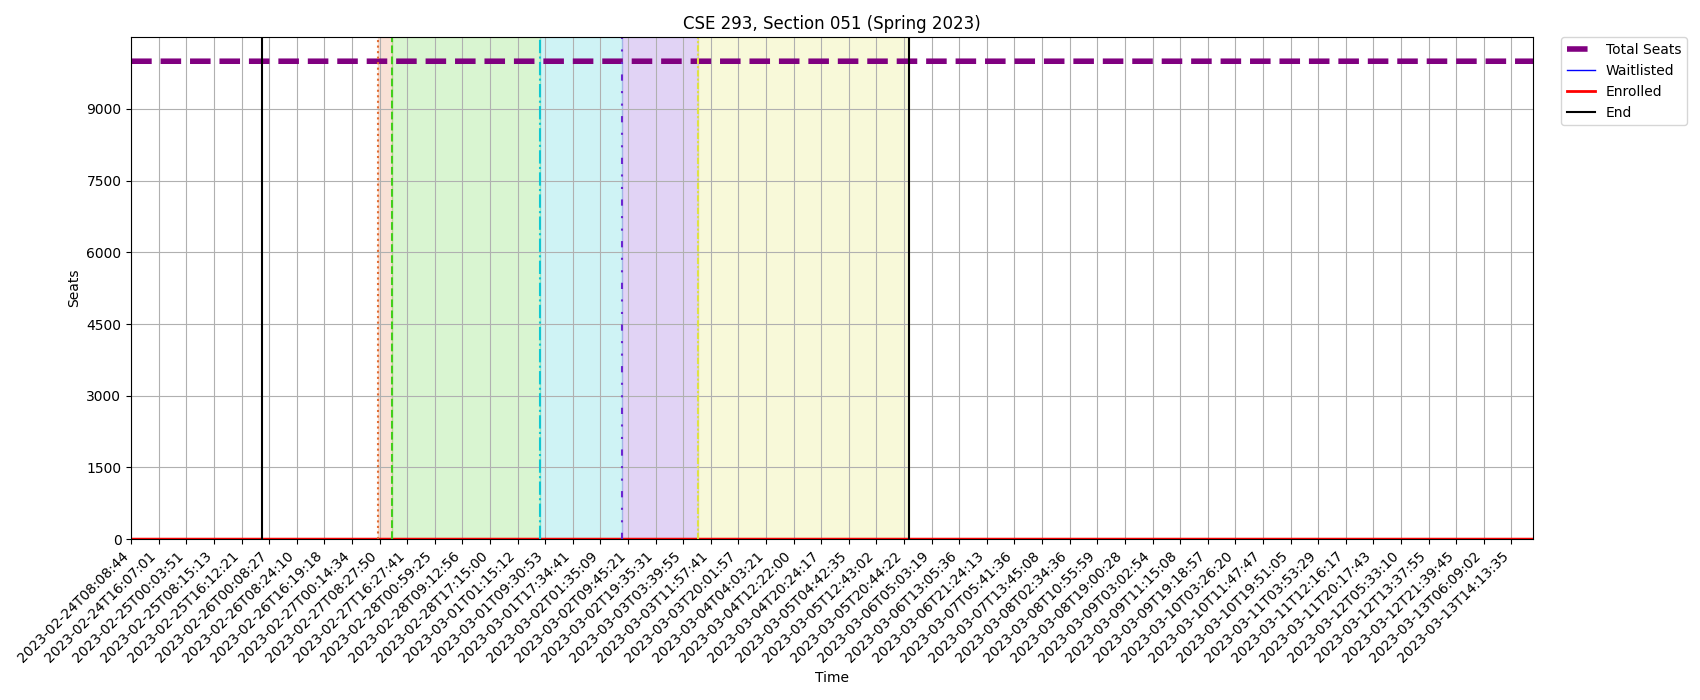 CSE 293, Section 051 (Spring 2023)
Total Seats
Waitlisted
Enrolled
End
Seats
9000
7500
6000
4500
3000
1500
0
2023-02-24T08:08:44
2023-02-24T16:07:01
2023-02-25T00:03:51
2023-02-25T08:15:13
2023-02-25T16:12:21
2023-02-26T00:08:27
2023-02-26T08:24:10
2023-02-26T16:19:18
2023-02-27T00:14:34
2023-02-27T08:27:50
2023-02-27T16:27:41
2023-02-28T00:59:25
2023-02-28T09:12:56
2023-02-28T17:15:00
2023-03-01T01:15:12
2023-03-01T09:30:53
2023-03-01T17:34:41
2023-03-02T01:35:09
2023-03-02T09:45:21
2023-03-02T19:35:31
2023-03-03T03:39:55
2023-03-03T11:57:41
2023-03-03T20:01:57
2023-03-04T04:03:21
2023-03-04T12:22:00
2023-03-04T20:24:17
2023-03-05T04:42:35
2023-03-05T12:43:02
2023-03-05T20:44:22
2023-03-06T05:03:19
2023-03-06T13:05:36
2023-03-06T21:24:13
2023-03-07T05:41:36
2023-03-07T13:45:08
2023-03-08T02:34:36
2023-03-08T10:55:59
2023-03-08T19:00:28
2023-03-09T03:02:54
2023-03-09T11:15:08
2023-03-09T19:18:57
2023-03-10T03:26:20
2023-03-10T11:47:47
2023-03-10T19:51:05
2023-03-11T03:53:29
2023-03-11T12:16:17
2023-03-11T20:17:43
2023-03-12T05:33:10
2023-03-12T13:37:55
2023-03-12T21:39:45
2023-03-13T06:09:02
2023-03-13T14:13:35
Time